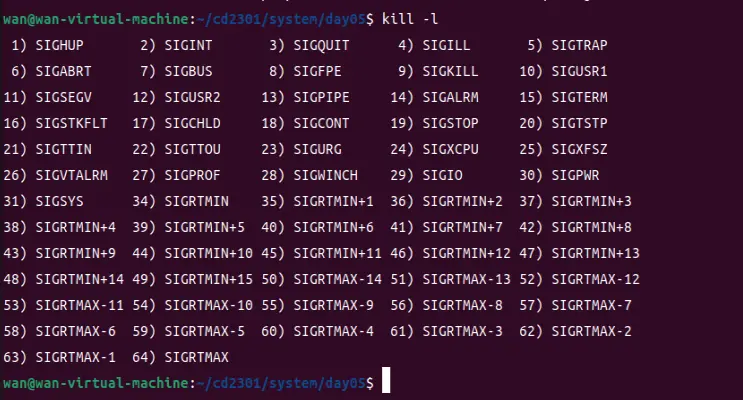 wan@wan-virtual-machine:~/cd2301/system/day05$ kill -l
 1) SIGHUP       2) SIGINT       3) SIGQUIT      4) SIGILL       5) SIGTRAP
 6) SIGABRT      7) SIGBUS       8) SIGFPE       9) SIGKILL     10) SIGUSR1
11) SIGSEGV     12) SIGUSR2     13) SIGPIPE     14) SIGALRM     15) SIGTERM
16) SIGSTKFLT   17) SIGCHLD     18) SIGCONT     19) SIGSTOP     20) SIGTSTP
21) SIGTTIN     22) SIGTTOU     23) SIGURG      24) SIGXCPU     25) SIGXFSZ
26) SIGVTALRM   27) SIGPROF     28) SIGWINCH    29) SIGIO       30) SIGPWR
31) SIGSYS      34) SIGRTMIN    35) SIGRTMIN+1  36) SIGRTMIN+2  37) SIGRTMIN+3
38) SIGRTMIN+4  39) SIGRTMIN+5  40) SIGRTMIN+6  41) SIGRTMIN+7  42) SIGRTMIN+8
43) SIGRTMIN+9  44) SIGRTMIN+10 45) SIGRTMIN+11 46) SIGRTMIN+12 47) SIGRTMIN+13
48) SIGRTMIN+14 49) SIGRTMIN+15 50) SIGRTMAX-14 51) SIGRTMAX-13 52) SIGRTMAX-12
53) SIGRTMAX-11 54) SIGRTMAX-10 55) SIGRTMAX-9  56) SIGRTMAX-8  57) SIGRTMAX-7
58) SIGRTMAX-6  59) SIGRTMAX-5  60) SIGRTMAX-4  61) SIGRTMAX-3  62) SIGRTMAX-2
63) SIGRTMAX-1  64) SIGRTMAX
wan@wan-virtual-machine:~/cd2301/system/day05$